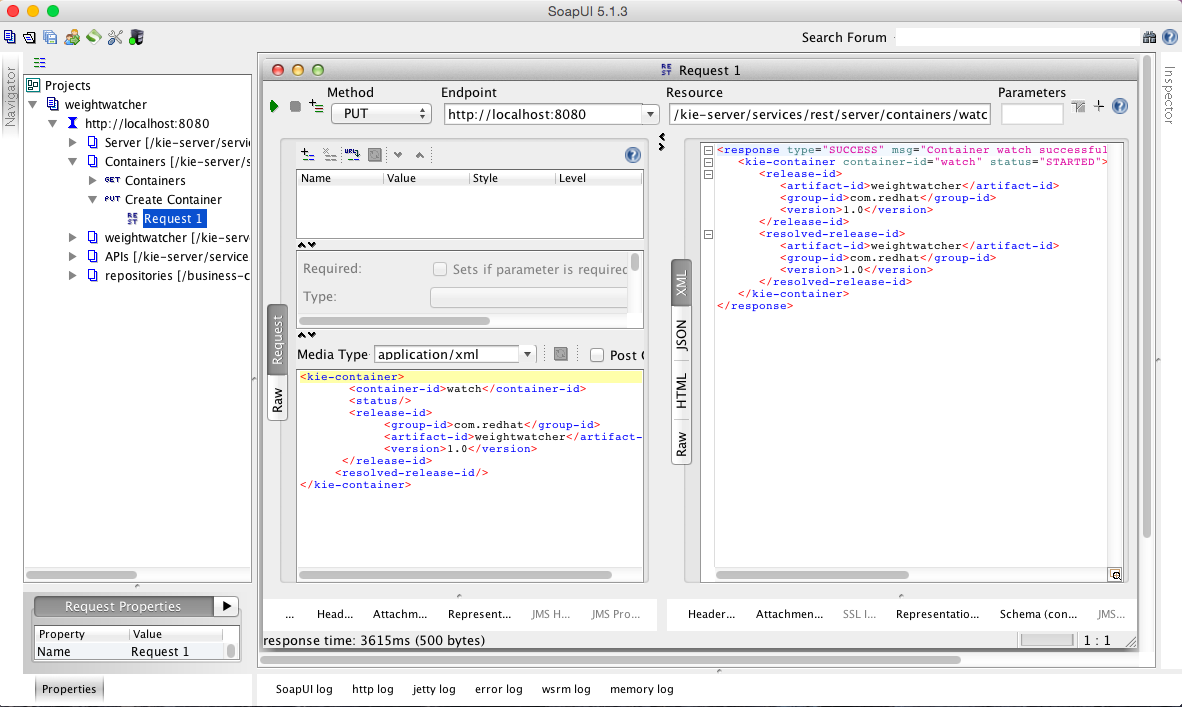 SoapUI 5.1.3
Search Forum
Navigator
Projects
weightwatcher
http://localhost:8080
Server [/kie-server/servi
Containers [/kie-server/s
GET Containers
PUT Create Container
REST Request 1
weightwatcher [/kie-serv
APIs [/kie-server/service
repositories [/business-c
Request Properties
Property Value
Name Request 1
Properties
REST Request 1
Method Endpoint Resource Parameters
PUT http://localhost:8080 /kie-server/services/rest/server/containers/watc
Name Value Style Level
Required: Sets if parameter is required
Type:
Media Type application/xml Post
Request
Raw
<kie-container>
<container-id>watch</container-id>
<status/>
<release-id>
<group-id>com.redhat</group-id>
<artifact-id>weightwatcher</artifact-
<version>1.0</version>
</release-id>
<resolved-release-id/>
</kie-container>
XML
JSON
HTML
Raw
<response type="SUCCESS" msg="Container watch successful
<kie-container container-id="watch" status="STARTED">
<release-id>
<artifact-id>weightwatcher</artifact-id>
<group-id>com.redhat</group-id>
<version>1.0</version>
</release-id>
<resolved-release-id>
<artifact-id>weightwatcher</artifact-id>
<group-id>com.redhat</group-id>
<version>1.0</version>
</resolved-release-id>
</kie-container>
</response>
... Head... Attachm... Represent... JMS H... JMS Pro...
Header... Attachmen... SSL I... Representatio... Schema (con... JMS...
response time: 3615ms (500 bytes)
1 : 1
Inspector
SoapUI log http log jetty log error log wsrm log memory log